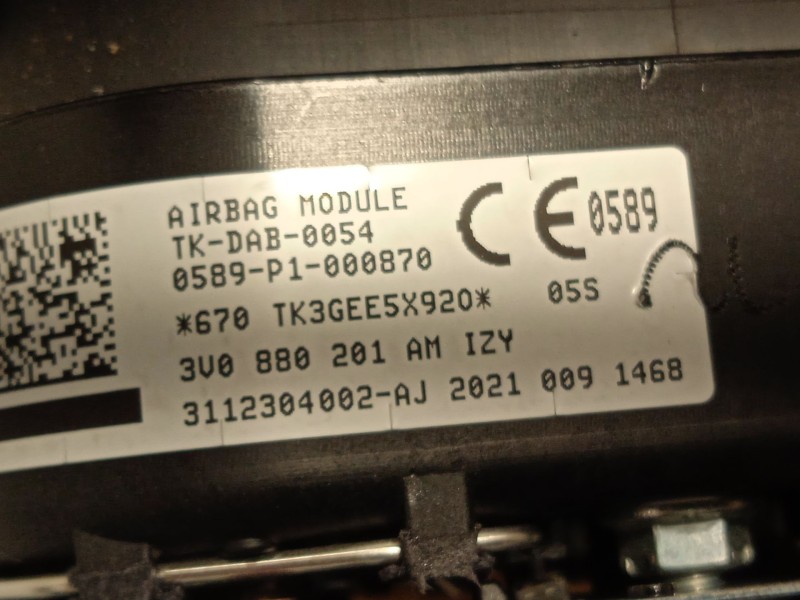 AIRBAG MODULE
TK-DAB-0054
0589-P1-000870
CE 0589
*670 TK3GEE5X920*
05S
3V0 880 201 AM IZY
3112304002-AJ 2021 009 1468